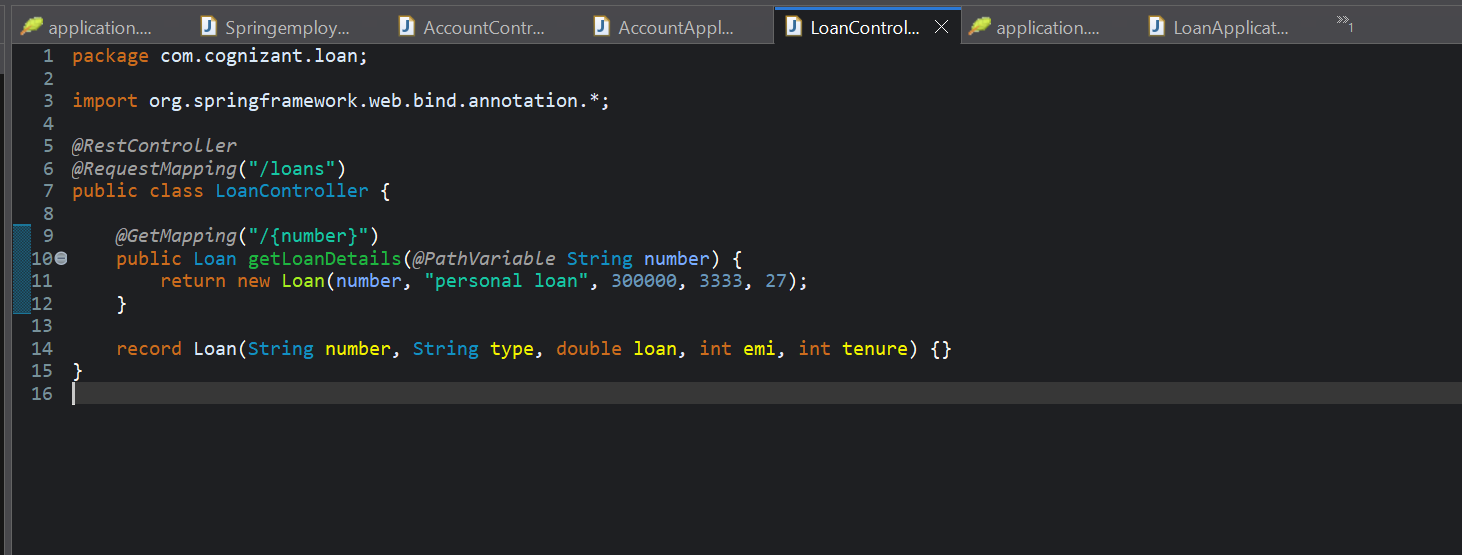 application.... Springemploy... AccountContr... AccountAppl... LoanControl... application.... LoanApplicat... »1
1 package com.cognizant.loan;
2
3 import org.springframework.web.bind.annotation.*;
4
5 @RestController
6 @RequestMapping("/loans")
7 public class LoanController {
8
9 @GetMapping("/{number}")
10 public Loan getLoanDetails(@PathVariable String number) {
11 return new Loan(number, "personal loan", 300000, 3333, 27);
12 }
13
14 record Loan(String number, String type, double loan, int emi, int tenure) {}
15 }
16